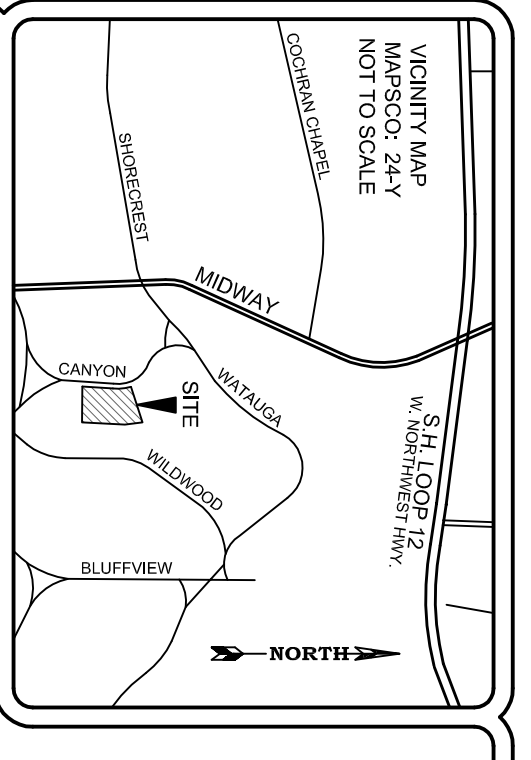 VICINITY MAP
MAPSCO: 24-Y
NOT TO SCALE
COCHRAN CHAPEL
SHORECREST
MIDWAY
S.H. LOOP 12
W. NORTHWEST HWY.
CANYON
SITE
WATAUGA
WILDWOOD
BLUFFVIEW
NORTH